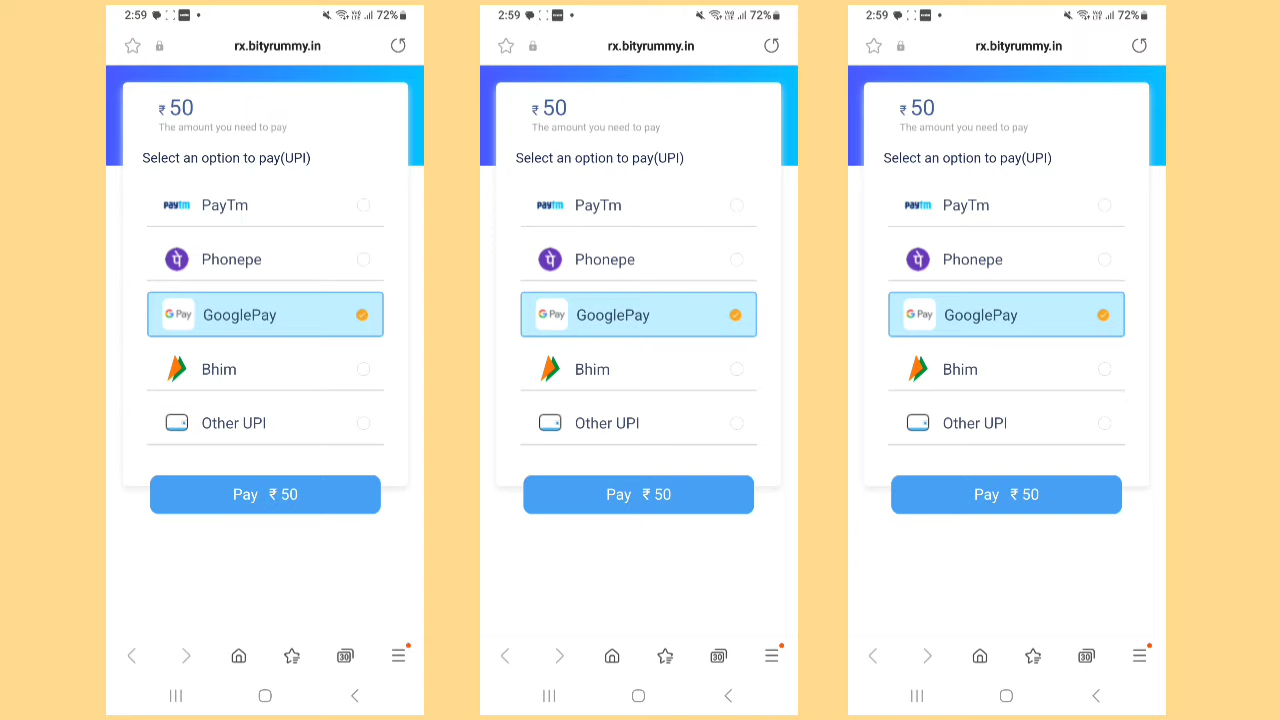 2:59 72%
rx.bityrummy.in
₹ 50
The amount you need to pay
Select an option to pay(UPI)
PayTm PayTm
पे Phonepe
G Pay GooglePay
Bhim
Other UPI
Pay ₹ 50
30
2:59 72%
rx.bityrummy.in
₹ 50
The amount you need to pay
Select an option to pay(UPI)
PayTm PayTm
पे Phonepe
G Pay GooglePay
Bhim
Other UPI
Pay ₹ 50
30
2:59 72%
rx.bityrummy.in
₹ 50
The amount you need to pay
Select an option to pay(UPI)
PayTm PayTm
पे Phonepe
G Pay GooglePay
Bhim
Other UPI
Pay ₹ 50
30